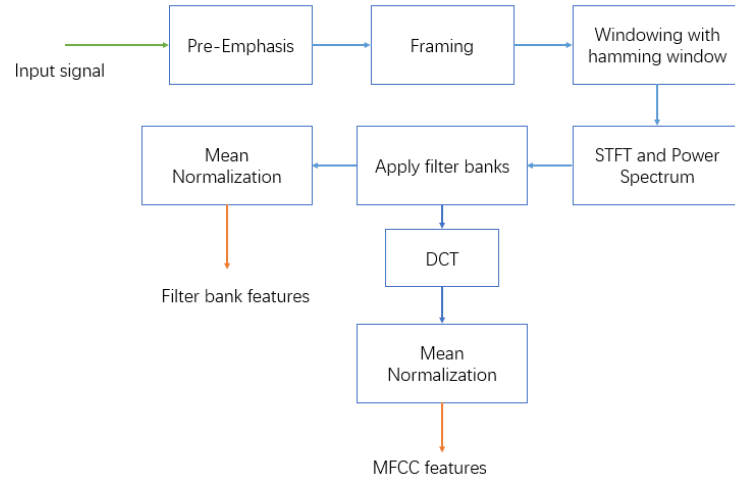 Input signal
Pre-Emphasis
Framing
Windowing with
hamming window
STFT and Power
Spectrum
Apply filter banks
Mean
Normalization
Filter bank features
DCT
Mean
Normalization
MFCC features